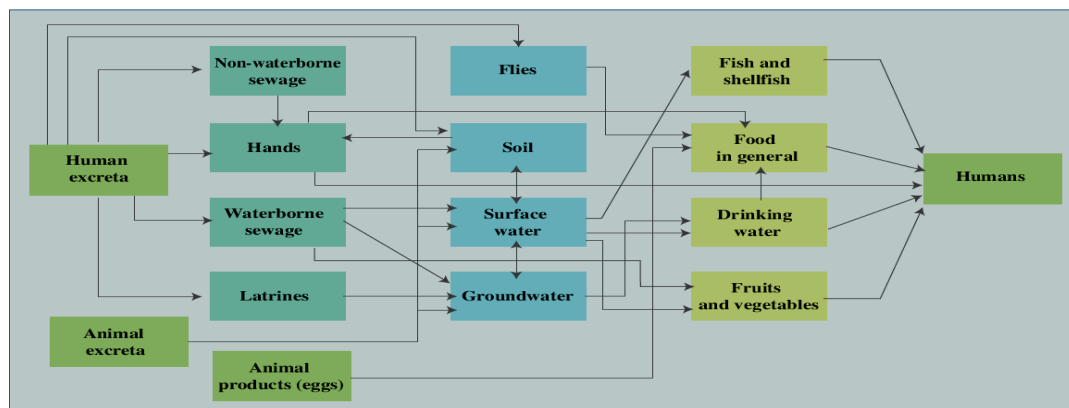 Non-waterborne
sewage
Flies
Fish and
shellfish
Human
excreta
Hands
Soil
Food
in general
Humans
Waterborne
sewage
Surface
water
Drinking
water
Latrines
Groundwater
Fruits
and vegetables
Animal
excreta
Animal
products (eggs)